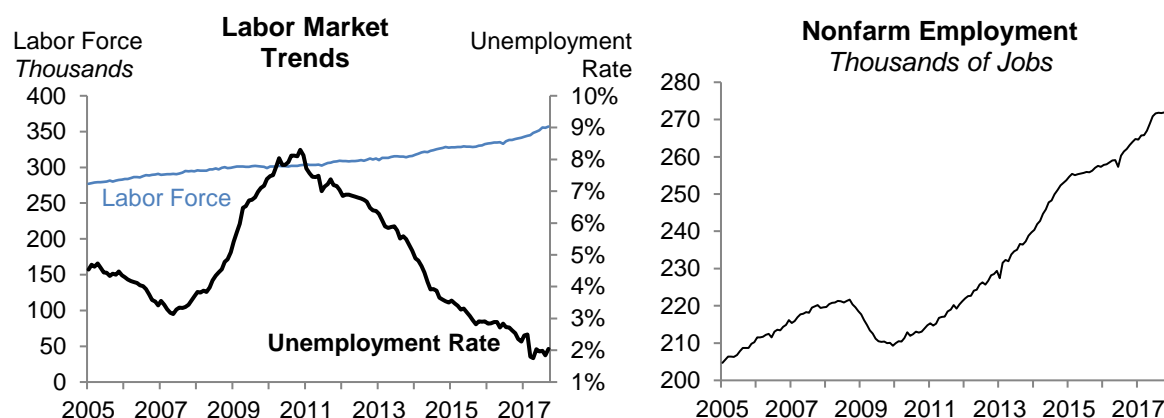 Labor Market
Trends
Labor Force
Thousands
Unemployment
Rate
400
350
300
250
200
150
100
50
0
10%
9%
8%
7%
6%
5%
4%
3%
2%
1%
Labor Force
Unemployment Rate
2005 2007 2009 2011 2013 2015 2017
Nonfarm Employment
Thousands of Jobs
280
270
260
250
240
230
220
210
200
2005 2007 2009 2011 2013 2015 2017